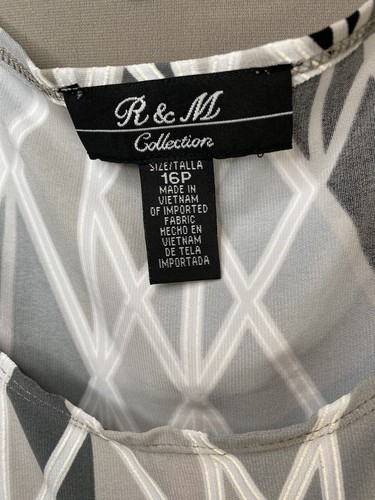 R & M
Collection
SIZE/TALLA
16P
MADE IN
VIETNAM
OF IMPORTED
FABRIC
HECHO EN
VIETNAM
DE TELA
IMPORTADA